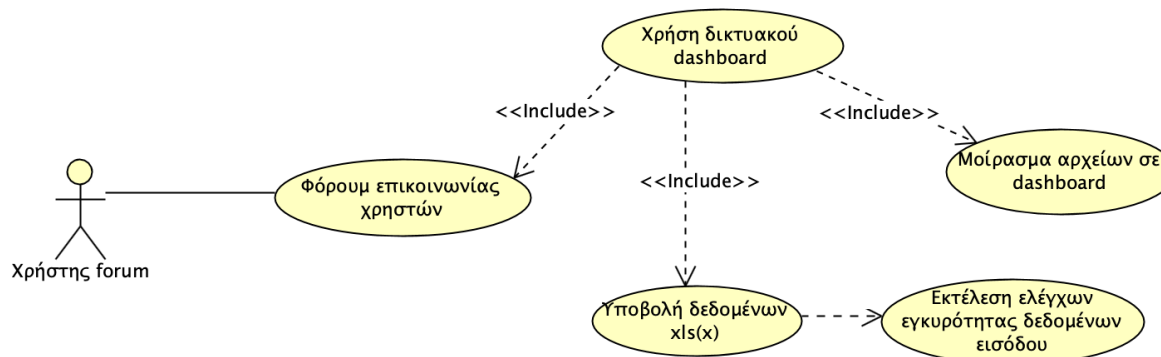 Χρήση δικτυακού
dashboard
<<Include>>
<<Include>>
Μοίρασμα αρχείων σε
dashboard
<<Include>>
Φόρουμ επικοινωνίας
χρηστών
Χρήστης forum
Υποβολή δεδομένων
xls(x)
Εκτέλεση ελέγχων
εγκυρότητας δεδομένων
εισόδου